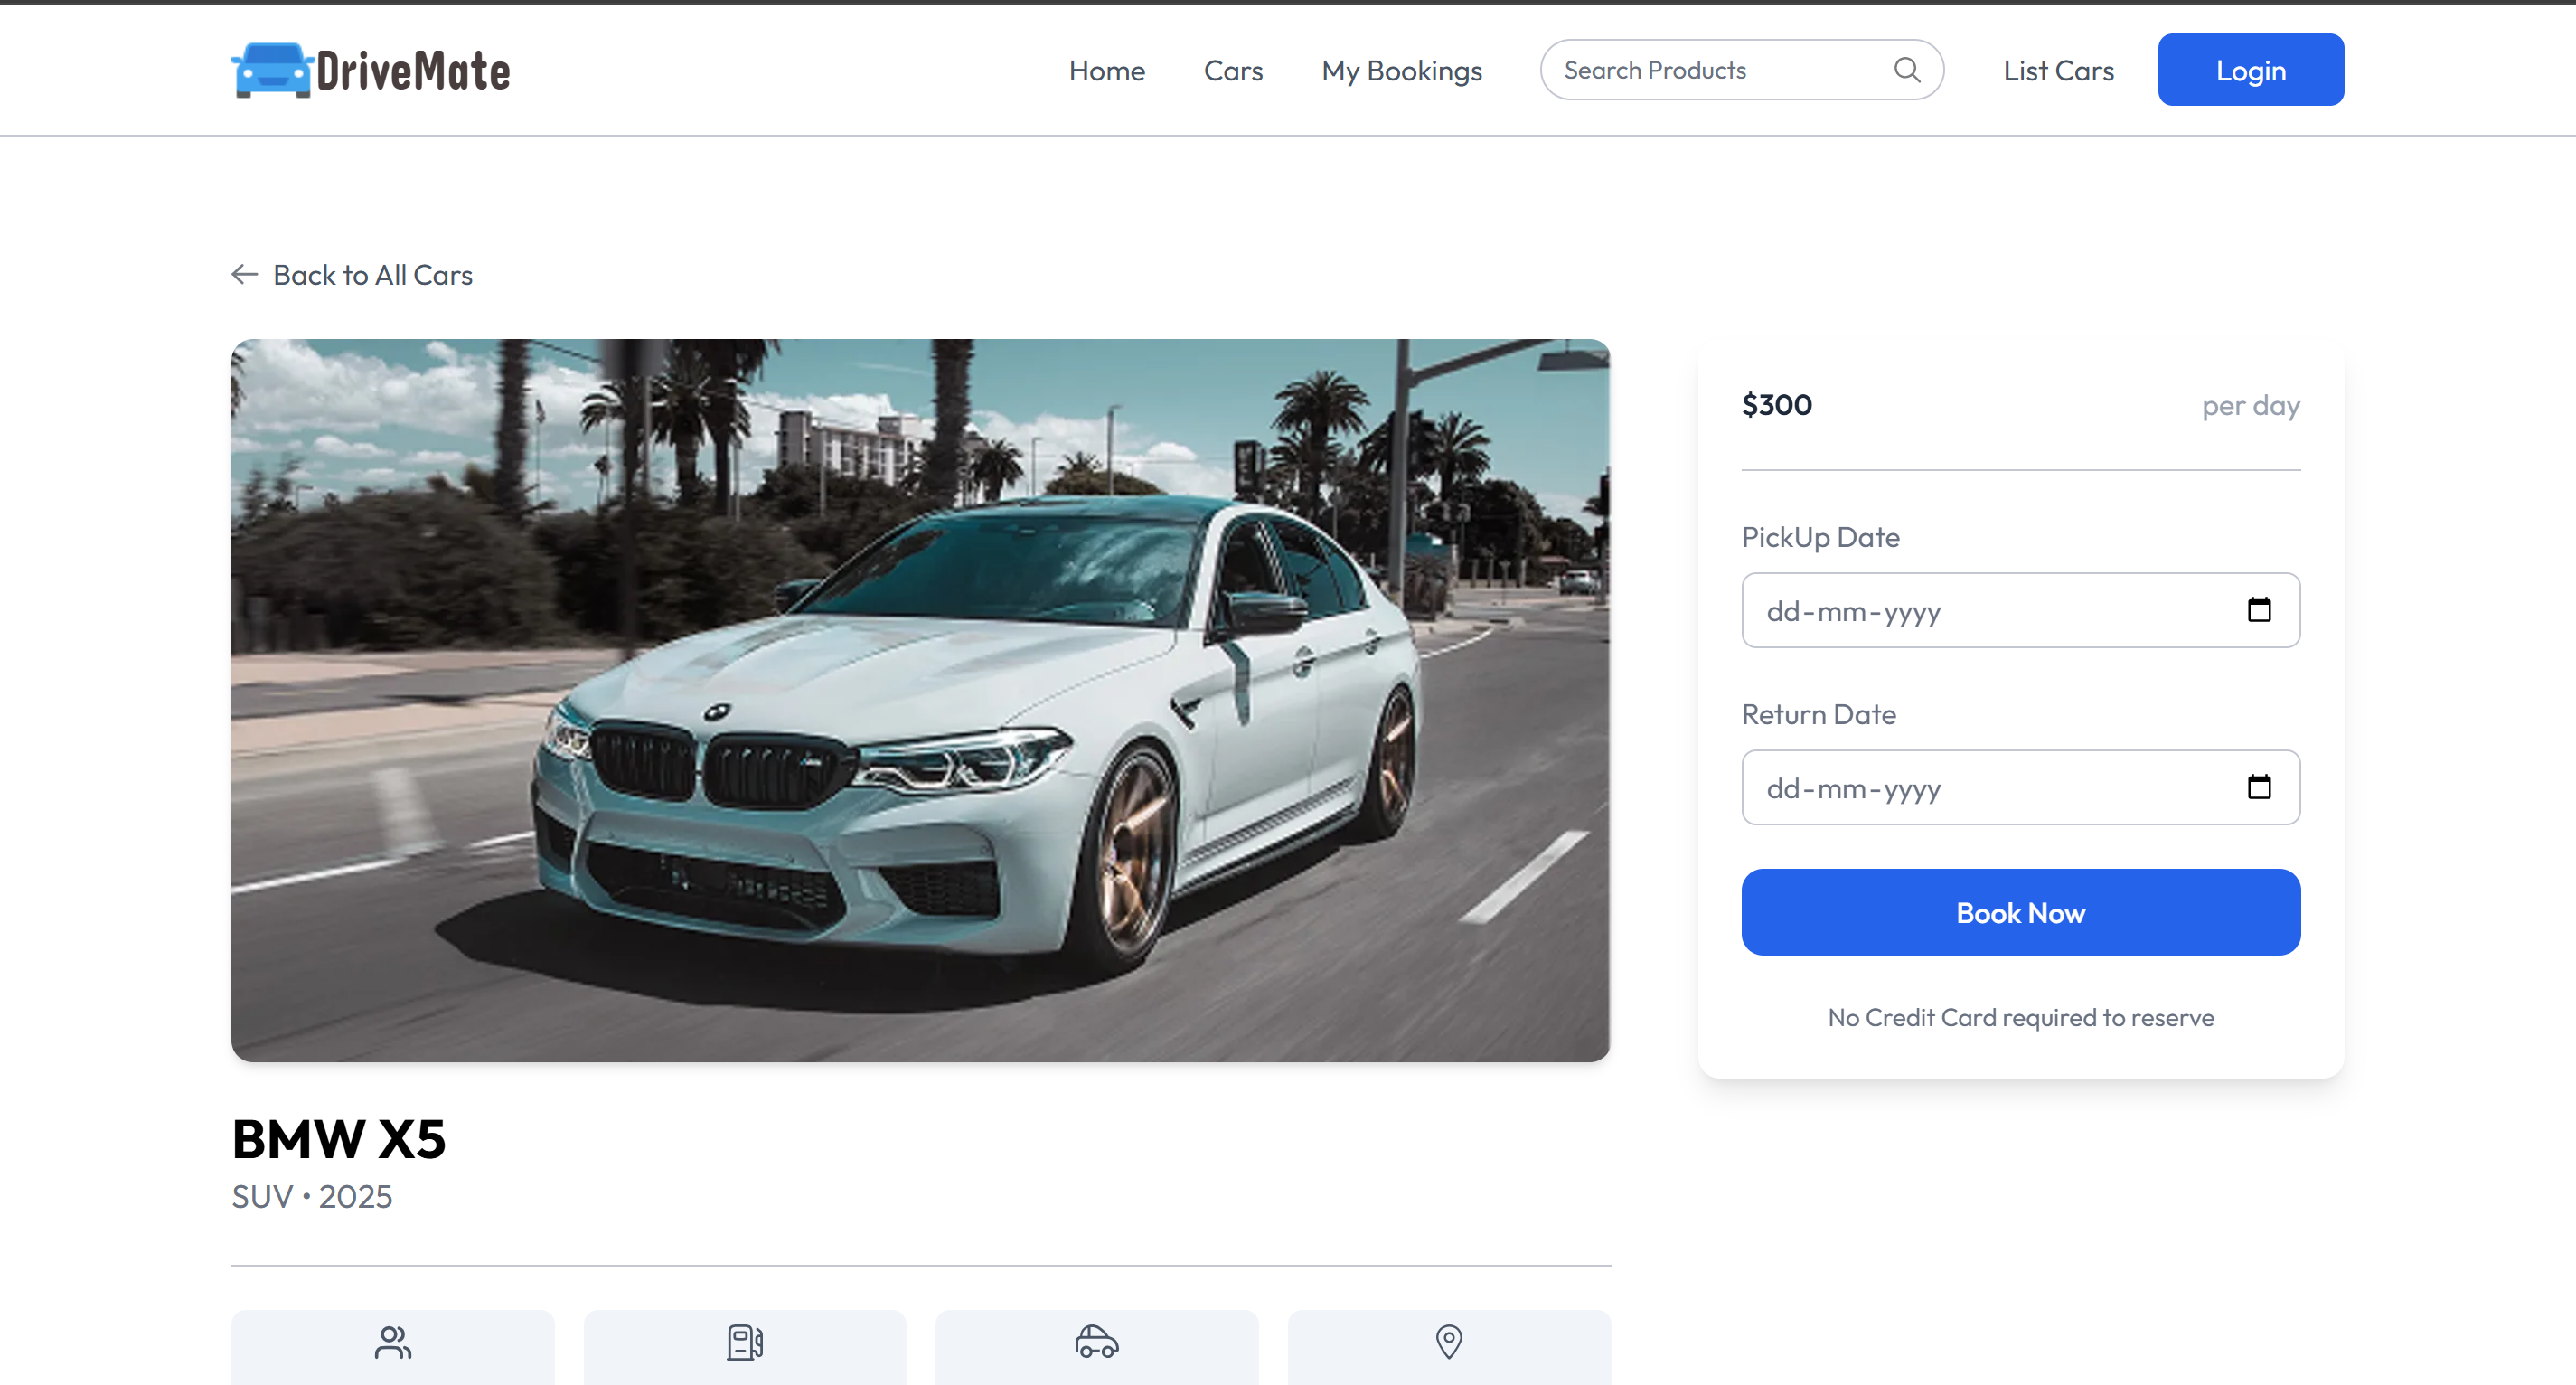 DriveMate
Home
Cars
My Bookings
Search Products
List Cars
Login
Back to All Cars
$300
per day
PickUp Date
dd-mm-yyyy
Return Date
dd-mm-yyyy
Book Now
No Credit Card required to reserve
BMW X5
SUV • 2025